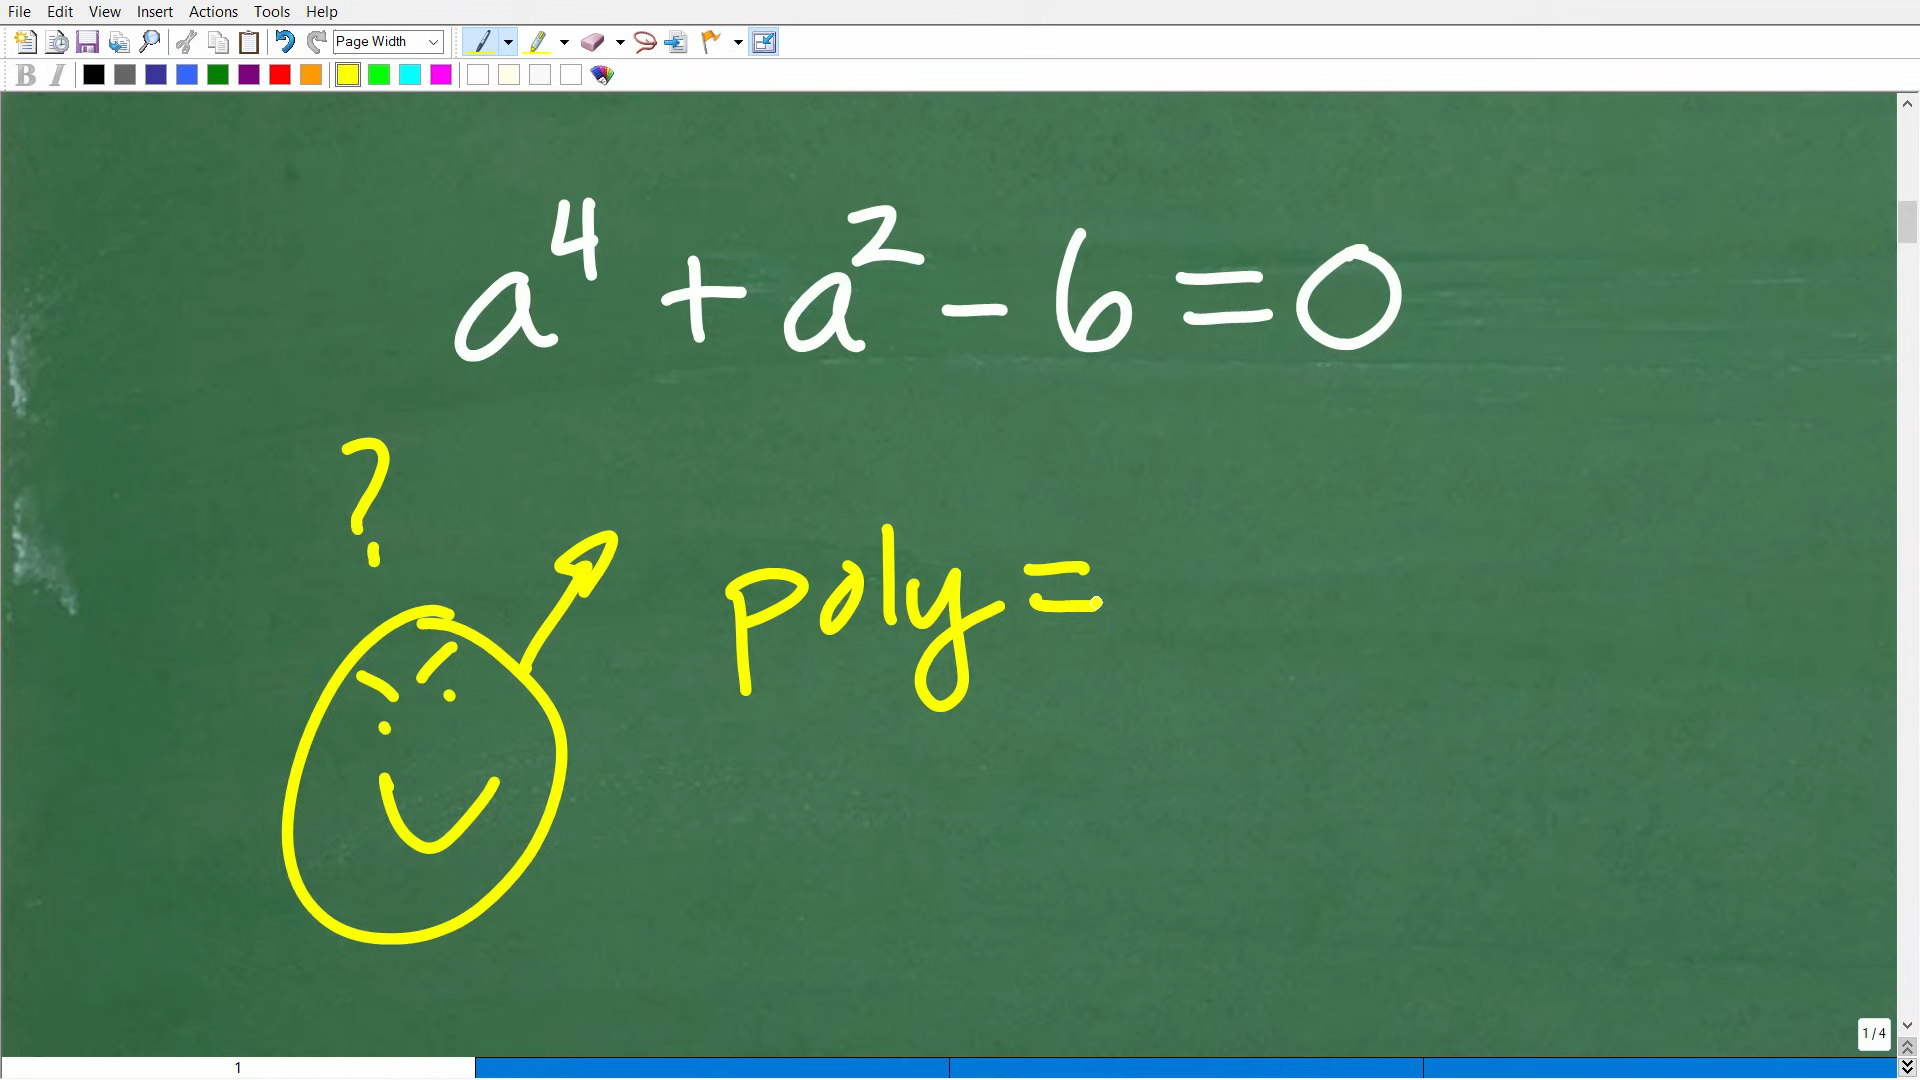 File Edit View Insert Actions Tools Help
Page Width
B I
a⁴ + a² - 6 = 0
?
poly =
1 / 4
1